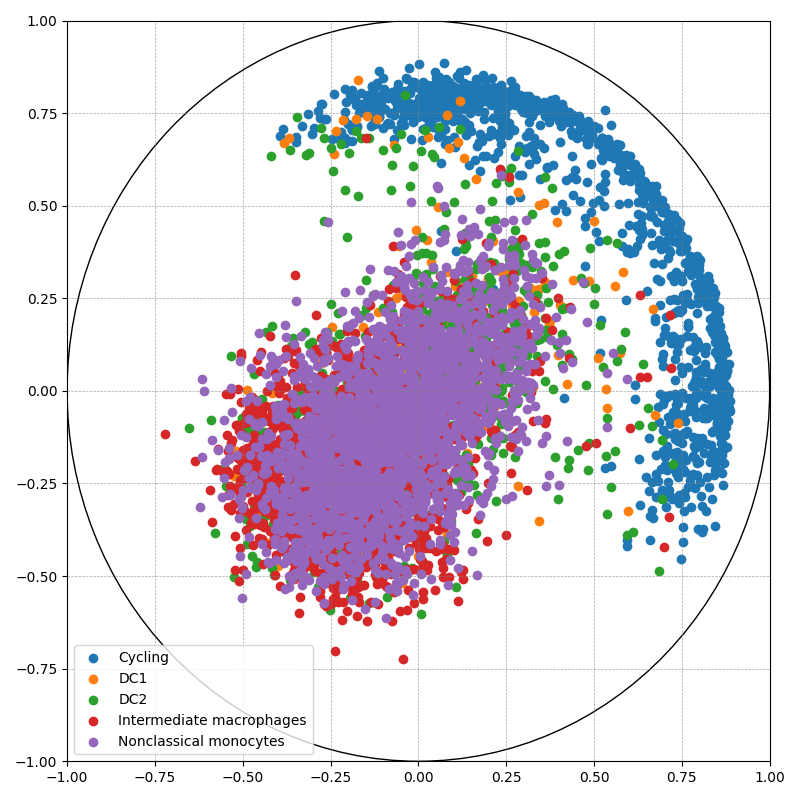 1.00
0.75
0.50
0.25
0.00
−0.25
−0.50
−0.75
−1.00
Cycling
DC1
DC2
Intermediate macrophages
Nonclassical monocytes
−1.00 −0.75 −0.50 −0.25 0.00 0.25 0.50 0.75 1.00